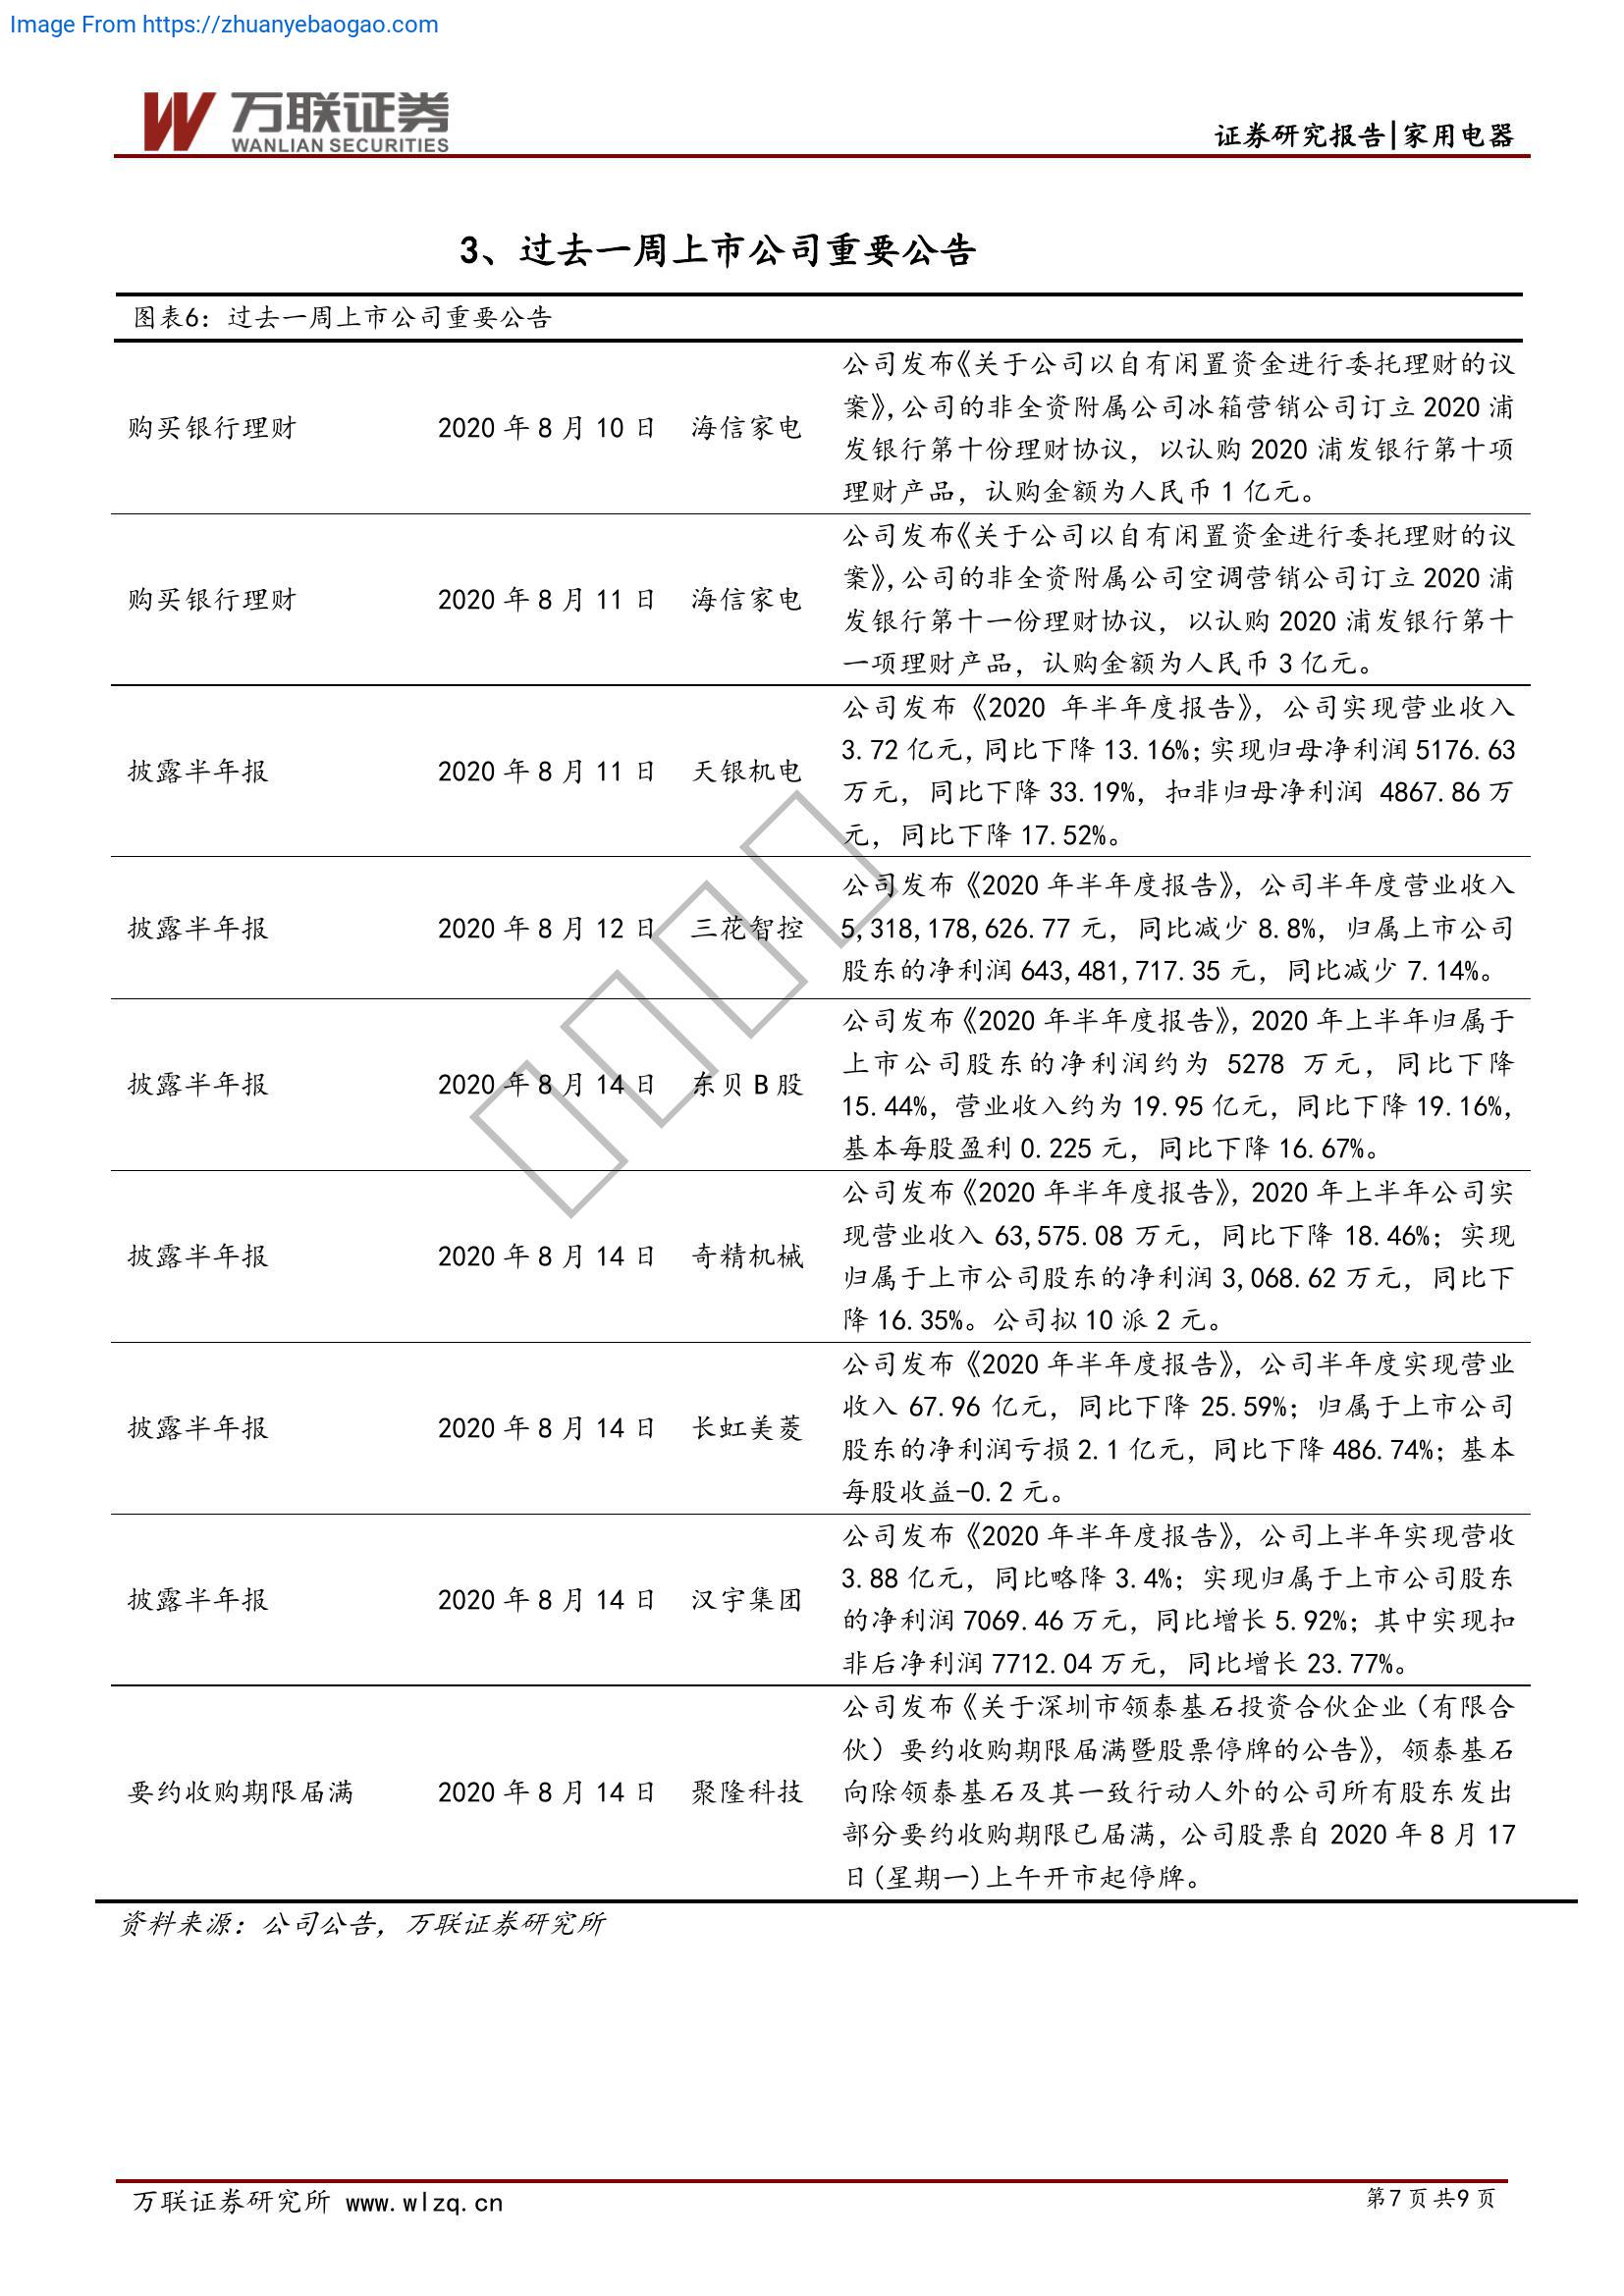 Image From https://zhuanyebaogao.com
万联证券
WANLIAN SECURITIES
证券研究报告|家用电器
3、过去一周上市公司重要公告
图表6：过去一周上市公司重要公告
购买银行理财 2020 年 8 月 10 日 海信家电
公司发布《关于公司以自有闲置资金进行委托理财的议
案》，公司的非全资附属公司冰箱营销公司订立 2020 浦
发银行第十份理财协议，以认购 2020 浦发银行第十项
理财产品，认购金额为人民币 1 亿元。
购买银行理财 2020 年 8 月 11 日 海信家电
公司发布《关于公司以自有闲置资金进行委托理财的议
案》，公司的非全资附属公司空调营销公司订立 2020 浦
发银行第十一份理财协议，以认购 2020 浦发银行第十
一项理财产品，认购金额为人民币 3 亿元。
披露半年报 2020 年 8 月 11 日 天银机电
公司发布《2020 年半年度报告》，公司实现营业收入
3.72 亿元，同比下降 13.16%；实现归母净利润 5176.63
万元，同比下降 33.19%，扣非归母净利润 4867.86 万
元，同比下降 17.52%。
披露半年报 2020 年 8 月 12 日 三花智控
公司发布《2020 年半年度报告》，公司半年度营业收入
5,318,178,626.77 元，同比减少 8.8%，归属上市公司
股东的净利润 643,481,717.35 元，同比减少 7.14%。
披露半年报 2020 年 8 月 14 日 东贝 B 股
公司发布《2020 年半年度报告》，2020 年上半年归属于
上市公司股东的净利润约为 5278 万元，同比下降
15.44%，营业收入约为 19.95 亿元，同比下降 19.16%，
基本每股盈利 0.225 元，同比下降 16.67%。
披露半年报 2020 年 8 月 14 日 奇精机械
公司发布《2020 年半年度报告》，2020 年上半年公司实
现营业收入 63,575.08 万元，同比下降 18.46%；实现
归属于上市公司股东的净利润 3,068.62 万元，同比下
降 16.35%。公司拟 10 派 2 元。
披露半年报 2020 年 8 月 14 日 长虹美菱
公司发布《2020 年半年度报告》，公司半年度实现营业
收入 67.96 亿元，同比下降 25.59%；归属于上市公司
股东的净利润亏损 2.1 亿元，同比下降 486.74%；基本
每股收益-0.2 元。
披露半年报 2020 年 8 月 14 日 汉宇集团
公司发布《2020 年半年度报告》，公司上半年实现营收
3.88 亿元，同比略降 3.4%；实现归属于上市公司股东
的净利润 7069.46 万元，同比增长 5.92%；其中实现扣
非后净利润 7712.04 万元，同比增长 23.77%。
要约收购期限届满 2020 年 8 月 14 日 聚隆科技
公司发布《关于深圳市领泰基石投资合伙企业（有限合
伙）要约收购期限届满暨股票停牌的公告》，领泰基石
向除领泰基石及其一致行动人外的公司所有股东发出
部分要约收购期限已届满，公司股票自 2020 年 8 月 17
日(星期一)上午开市起停牌。
资料来源：公司公告，万联证券研究所
万联证券研究所 www.wlzq.cn
第 7 页 共 9 页